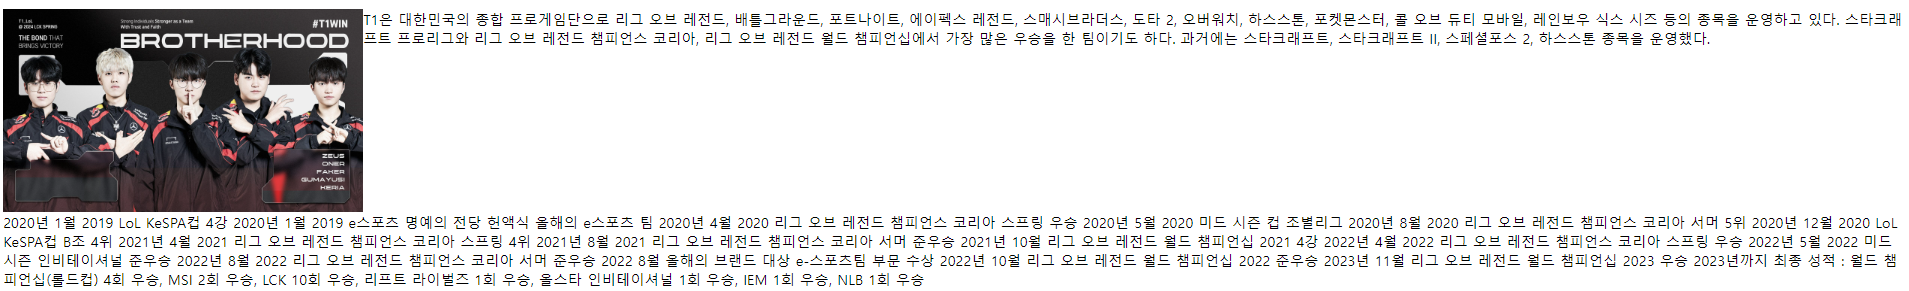 T1, LoL
@ 2024 LCK SPRING
Strong Individuals Stronger as a Team
With Trust and Faith
#T1WIN
THE BOND THAT
BRINGS VICTORY
BROTHERHOOD
ZEUS
ONER
FAKER
GUMAYUSI
KERIA
T1은 대한민국의 종합 프로게임단으로 리그 오브 레전드, 배틀그라운드, 포트나이트, 에이펙스 레전드, 스매시브라더스, 도타 2, 오버워치, 하스스톤, 포켓몬스터, 콜 오브 듀티 모바일, 레인보우 식스 시즈 등의 종목을 운영하고 있다. 스타크래
프트 프로리그와 리그 오브 레전드 챔피언스 코리아, 리그 오브 레전드 월드 챔피언십에서 가장 많은 우승을 한 팀이기도 하다. 과거에는 스타크래프트, 스타크래프트 II, 스페셜포스 2, 하스스톤 종목을 운영했다.
2020년 1월 2019 LoL KeSPA컵 4강 2020년 1월 2019 e스포츠 명예의 전당 헌액식 올해의 e스포츠 팀 2020년 4월 2020 리그 오브 레전드 챔피언스 코리아 스프링 우승 2020년 5월 2020 미드 시즌 컵 조별리그 2020년 8월 2020 리그 오브 레전드 챔피언스 코리아 서머 5위 2020년 12월 2020 LoL
KeSPA컵 B조 4위 2021년 4월 2021 리그 오브 레전드 챔피언스 코리아 스프링 4위 2021년 8월 2021 리그 오브 레전드 챔피언스 코리아 서머 준우승 2021년 10월 리그 오브 레전드 월드 챔피언십 2021 4강 2022년 4월 2022 리그 오브 레전드 챔피언스 코리아 스프링 우승 2022년 5월 2022 미드
시즌 인비테이셔널 준우승 2022년 8월 2022 리그 오브 레전드 챔피언스 코리아 서머 준우승 2022 8월 올해의 브랜드 대상 e-스포츠팀 부문 수상 2022년 10월 리그 오브 레전드 월드 챔피언십 2022 준우승 2023년 11월 리그 오브 레전드 월드 챔피언십 2023 우승 2023년까지 최종 성적 : 월드 챔
피언십(롤드컵) 4회 우승, MSI 2회 우승, LCK 10회 우승, 리프트 라이벌즈 1회 우승, 올스타 인비테이셔널 1회 우승, IEM 1회 우승, NLB 1회 우승